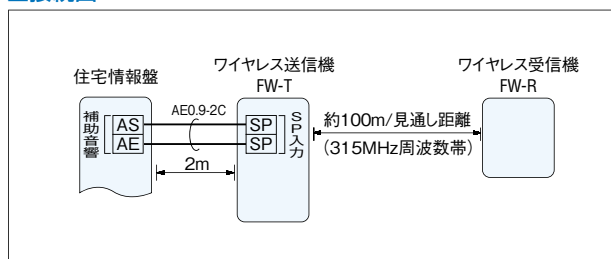 住宅情報盤
ワイヤレス送信機
FW-T
ワイヤレス受信機
FW-R
補助音響
AS
AE
AE0.9-2C
2m
SP
SP
SP入力
約100m/見通し距離
(315MHz周波数帯)